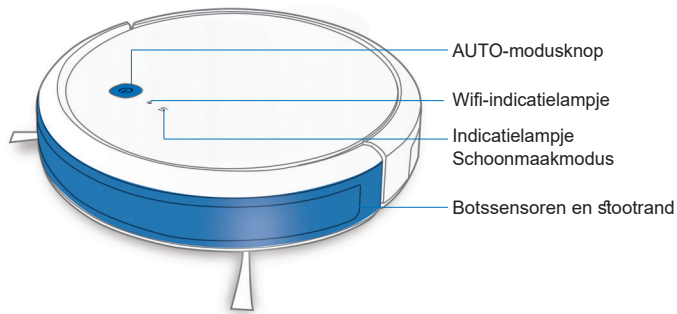 AUTO-modusknop
Wifi-indicatielampje
Indicatielampje
Schoonmaakmodus
Botssensoren en stootrand